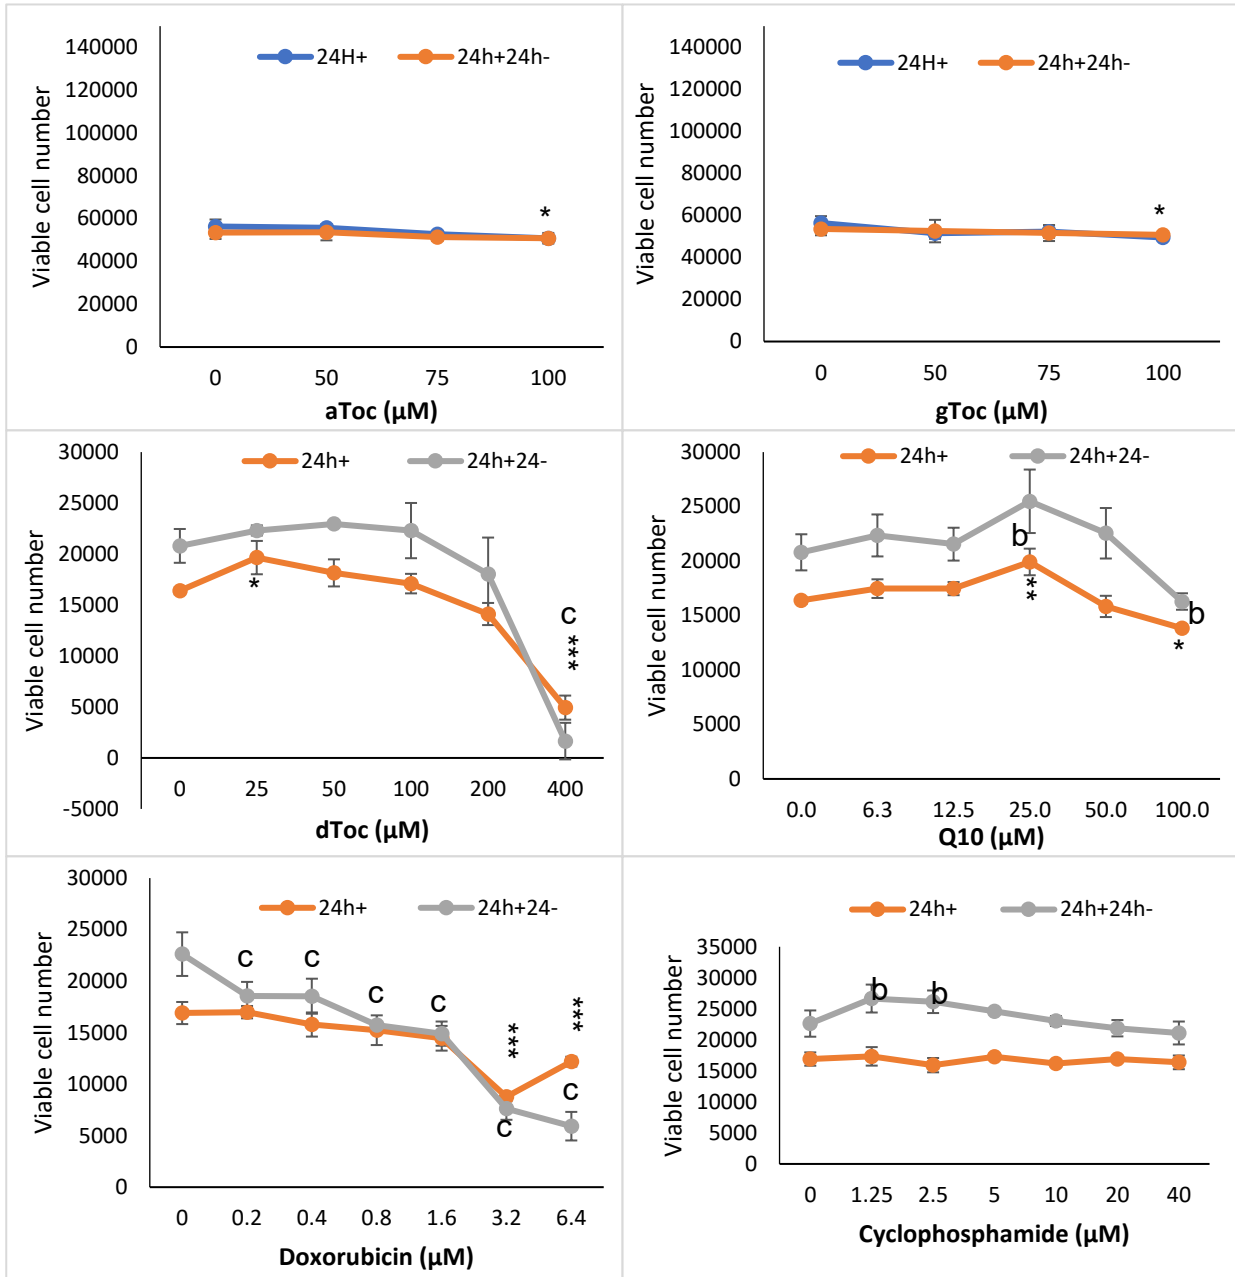 140000
120000
100000
80000
60000
40000
20000
0
Viable cell number
24H+ 24h+24h-
*
0 50 75 100
aToc (µM)
140000
120000
100000
80000
60000
40000
20000
0
Viable cell number
24H+ 24h+24h-
*
0 50 75 100
gToc (µM)
30000
25000
20000
15000
10000
5000
0
-5000
Viable cell number
24h+ 24h+24-
*
c
***
0 25 50 100 200 400
dToc (µM)
30000
25000
20000
15000
10000
5000
0
Viable cell number
24h+ 24h+24-
b
**
b
*
0.0 6.3 12.5 25.0 50.0 100.0
Q10 (µM)
30000
25000
20000
15000
10000
5000
0
Viable cell number
24h+ 24h+24-
c c c c
***
c
***
c
0 0.2 0.4 0.8 1.6 3.2 6.4
Doxorubicin (µM)
35000
30000
25000
20000
15000
10000
5000
0
Viable cell number
24h+ 24h+24h-
b b
0 1.25 2.5 5 10 20 40
Cyclophosphamide (µM)